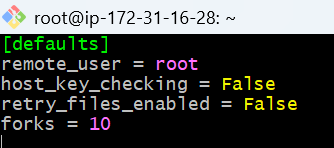 root@ip-172-31-16-28: ~
[defaults]
remote_user = root
host_key_checking = False
retry_files_enabled = False
forks = 10